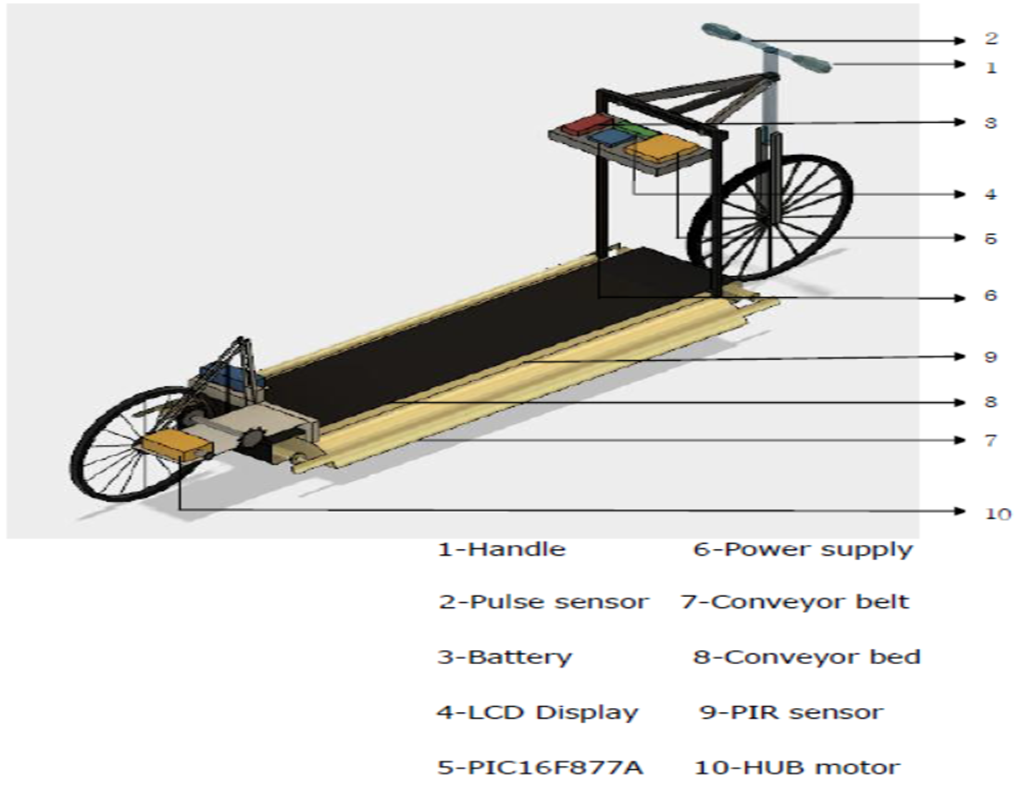 2
1
3
4
5
6
9
8
7
10
1-Handle 6-Power supply
2-Pulse sensor 7-Conveyor belt
3-Battery 8-Conveyor bed
4-LCD Display 9-PIR sensor
5-PIC16F877A 10-HUB motor